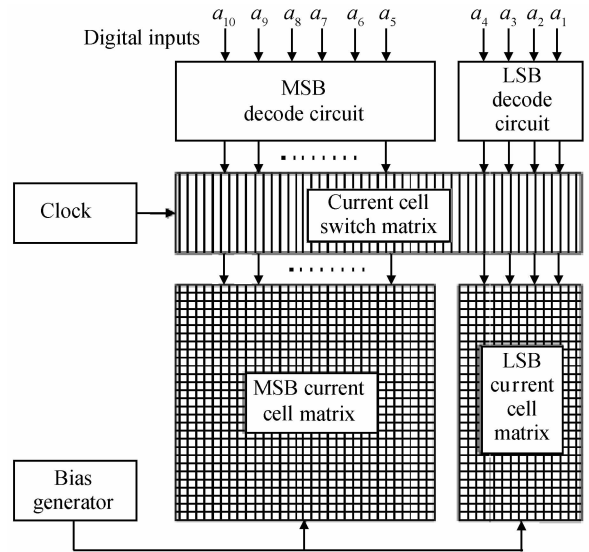 a10 a9 a8 a7 a6 a5 a4 a3 a2 a1
Digital inputs
MSB
decode circuit
LSB
decode
circuit
Clock
Current cell
switch matrix
MSB current
cell matrix
LSB
current
cell
matrix
Bias
generator